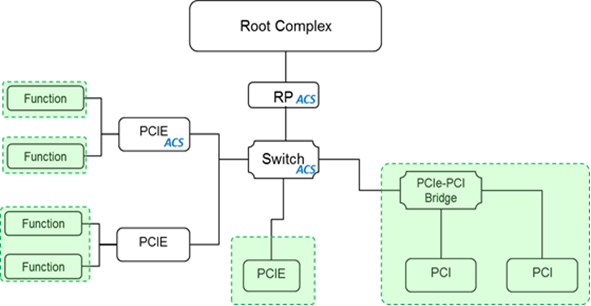 Root Complex
RP ACS
Function
PCIE
ACS
Function
Switch
ACS
PCIe-PCI
Bridge
Function
PCIE
Function
PCIE
PCI
PCI